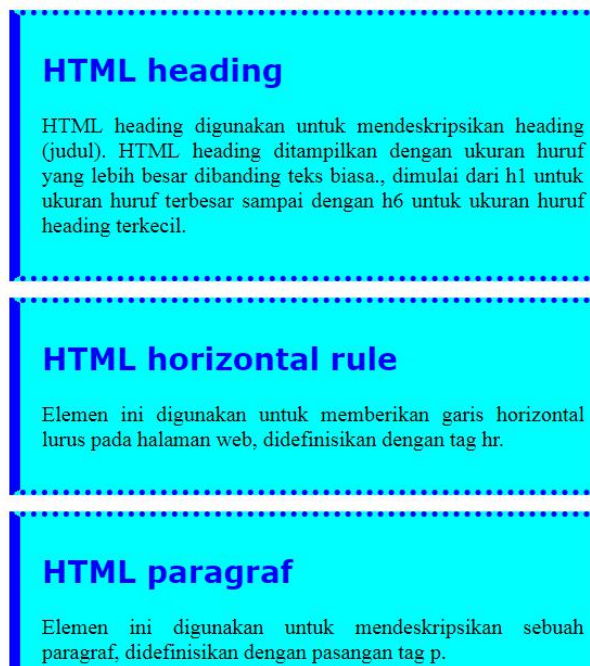 HTML heading
HTML heading digunakan untuk mendeskripsikan heading
(judul). HTML heading ditampilkan dengan ukuran huruf
yang lebih besar dibanding teks biasa., dimulai dari h1 untuk
ukuran huruf terbesar sampai dengan h6 untuk ukuran huruf
heading terkecil.
HTML horizontal rule
Elemen ini digunakan untuk memberikan garis horizontal
lurus pada halaman web, didefinisikan dengan tag hr.
HTML paragraf
Elemen ini digunakan untuk mendeskripsikan sebuah
paragraf, didefinisikan dengan pasangan tag p.